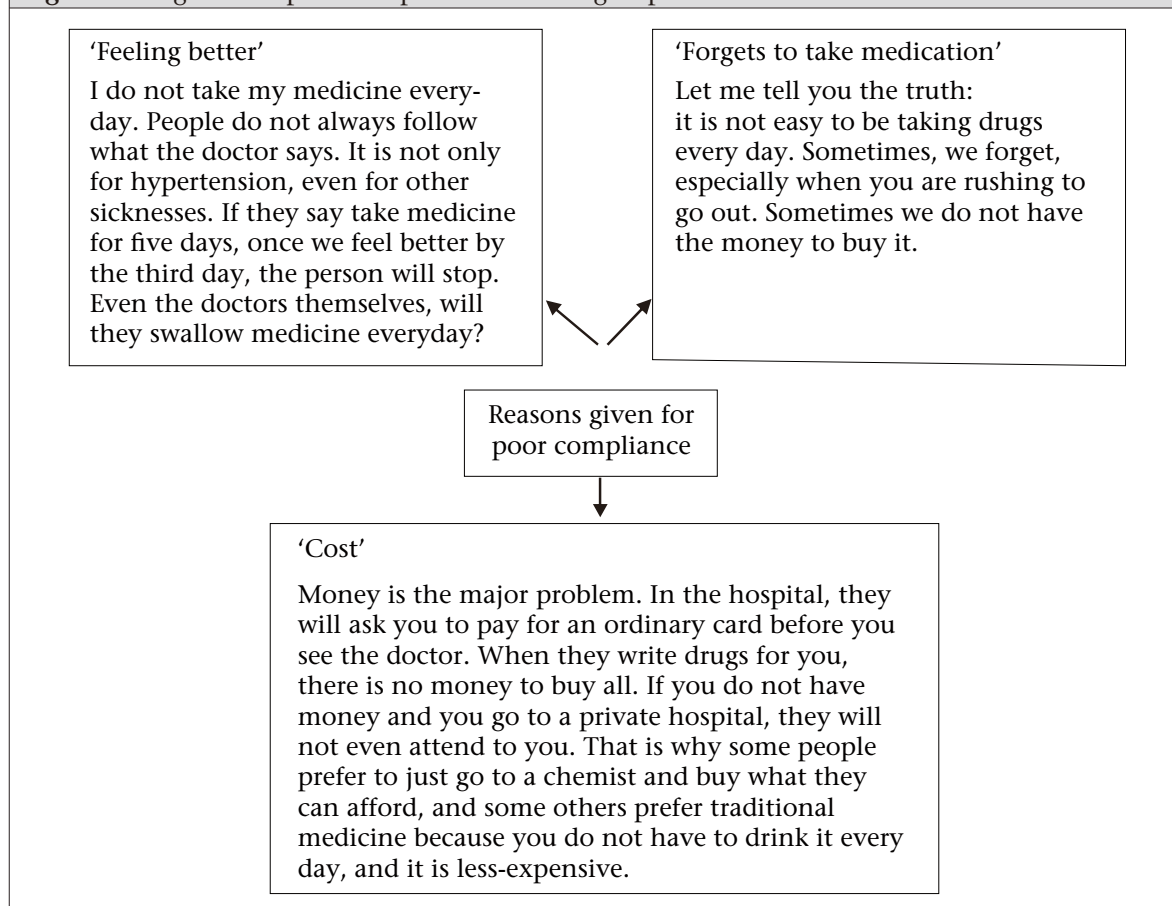 ‘Feeling better’
I do not take my medicine every-
day. People do not always follow
what the doctor says. It is not only
for hypertension, even for other
sicknesses. If they say take medicine
for five days, once we feel better by
the third day, the person will stop.
Even the doctors themselves, will
they swallow medicine everyday?
‘Forgets to take medication’
Let me tell you the truth:
it is not easy to be taking drugs
every day. Sometimes, we forget,
especially when you are rushing to
go out. Sometimes we do not have
the money to buy it.
Reasons given for
poor compliance
‘Cost’
Money is the major problem. In the hospital, they
will ask you to pay for an ordinary card before you
see the doctor. When they write drugs for you,
there is no money to buy all. If you do not have
money and you go to a private hospital, they will
not even attend to you. That is why some people
prefer to just go to a chemist and buy what they
can afford, and some others prefer traditional
medicine because you do not have to drink it every
day, and it is less-expensive.